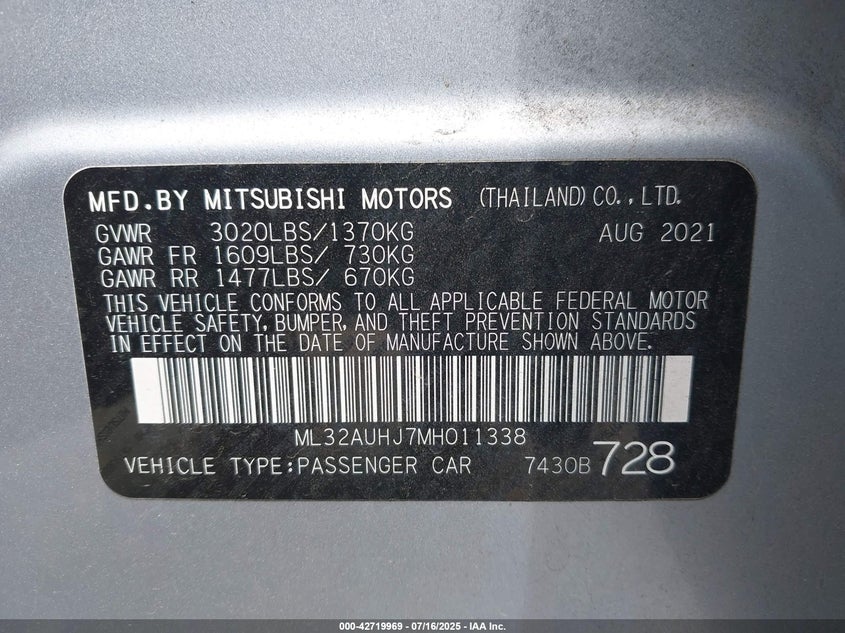 MFD.BY MITSUBISHI MOTORS (THAILAND) CO., LTD.
GVWR 3020LBS/1370KG AUG 2021
GAWR FR 1609LBS/ 730KG
GAWR RR 1477LBS/ 670KG
THIS VEHICLE CONFORMS TO ALL APPLICABLE FEDERAL MOTOR
VEHICLE SAFETY, BUMPER, AND THEFT PREVENTION STANDARDS
IN EFFECT ON THE DATE OF MANUFACTURE SHOWN ABOVE.
ML32AUHJ7MH011338
VEHICLE TYPE:PASSENGER CAR 7430B 728
000-42719969 - 07/16/2025 - IAA Inc.